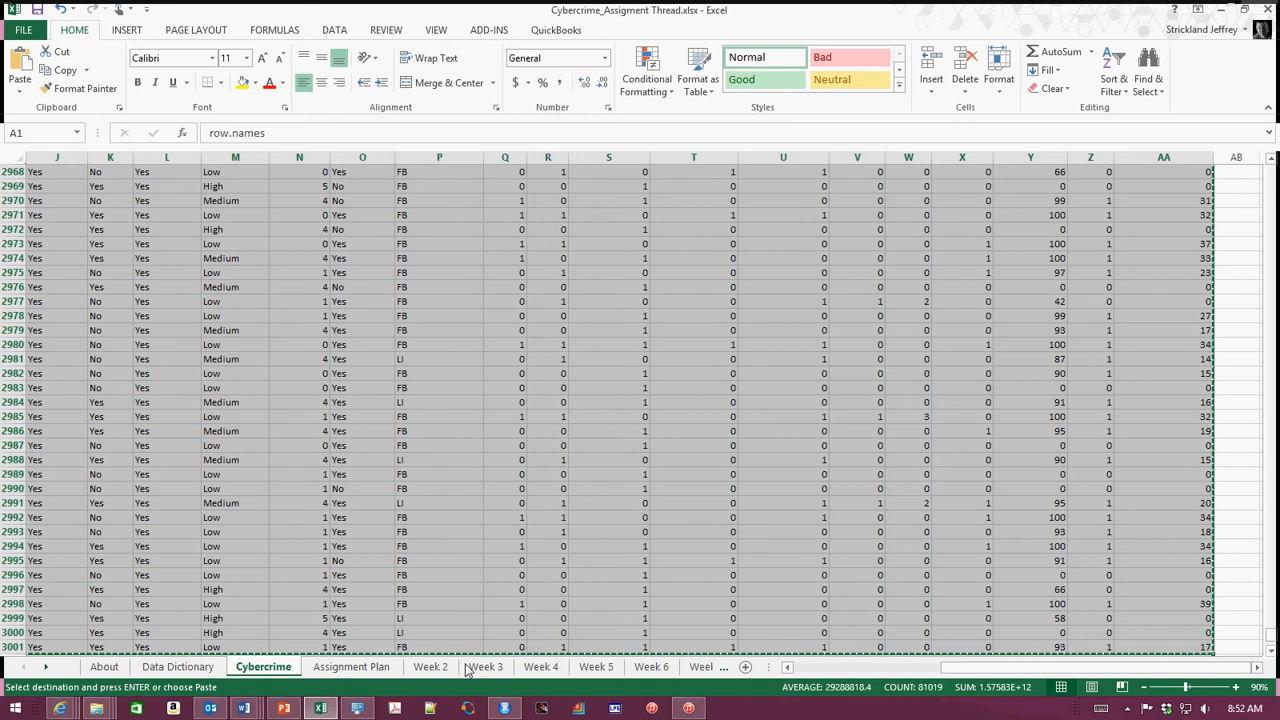 Cybercrime_Assigment Thread.xlsx - Excel
FILE HOME INSERT PAGE LAYOUT FORMULAS DATA REVIEW VIEW ADD-INS QuickBooks Strickland Jeffrey
Paste Cut Copy Format Painter Clipboard
Calibri 11 B I U Font
Wrap Text Merge & Center Alignment
General $ % , Number
Conditional Formatting Format as Table Normal Bad Good Neutral Styles
Insert Delete Format Cells
AutoSum Fill Clear Sort & Filter Find & Select Editing
A1 row.names
J K L M N O P Q R S T U V W X Y Z AA AB
2968 Yes No Yes Low 0 Yes FB 0 1 0 1 1 0 0 0 66 0 0
2969 Yes Yes Yes High 5 No FB 0 0 1 0 0 0 0 0 0 0 0
2970 Yes No Yes Medium 4 No FB 1 0 1 0 0 0 0 0 99 1 31
2971 Yes Yes Yes Low 0 Yes FB 1 1 0 1 1 0 0 0 100 1 32
2972 Yes Yes Yes High 4 No FB 0 0 1 0 0 0 0 0 0 0 0
2973 Yes No Yes Low 0 Yes FB 1 1 0 0 0 0 0 1 100 1 37
2974 Yes Yes Yes Medium 4 Yes FB 1 0 1 0 0 0 0 1 100 1 33
2975 Yes No Yes Low 1 Yes FB 0 1 0 0 0 0 0 1 97 1 23
2976 Yes Yes Yes Medium 4 No FB 0 0 1 0 0 0 0 0 0 0 0
2977 Yes No Yes Low 1 Yes FB 0 1 0 0 1 1 2 0 42 0 0
2978 Yes No Yes Low 1 Yes FB 0 0 1 0 0 0 0 0 99 1 27
2979 Yes No Yes Medium 4 Yes FB 0 0 1 0 0 0 0 0 93 1 17
2980 Yes No Yes Low 0 Yes FB 1 1 0 1 1 0 0 1 100 1 34
2981 Yes No Yes Medium 4 Yes LI 0 1 0 0 1 0 0 0 87 1 14
2982 Yes No Yes Low 0 Yes FB 0 0 1 0 0 0 0 0 90 1 15
2983 Yes No Yes Low 0 Yes FB 0 0 1 0 0 0 0 0 0 0 0
2984 Yes Yes Yes Medium 4 Yes LI 0 0 1 0 0 0 0 0 91 1 16
2985 Yes No Yes Low 1 Yes FB 1 1 0 0 1 1 3 0 100 1 32
2986 Yes Yes Yes Medium 4 Yes FB 0 0 1 0 0 0 0 1 95 1 19
2987 Yes No Yes Low 0 Yes FB 0 0 1 0 0 0 0 0 0 0 0
2988 Yes Yes Yes Medium 4 Yes LI 0 1 0 0 1 0 0 0 90 1 15
2989 Yes No Yes Low 1 Yes FB 0 0 1 0 0 0 0 0 0 0 0
2990 Yes No Yes Low 1 No FB 0 0 1 0 0 0 0 0 0 0 0
2991 Yes Yes Yes Medium 4 Yes LI 0 1 0 0 1 1 2 1 95 1 20
2992 Yes No Yes Low 1 Yes FB 1 1 0 0 1 0 0 1 100 1 34
2993 Yes No Yes Low 1 Yes FB 0 1 0 0 1 0 0 0 93 1 18
2994 Yes Yes Yes Low 1 Yes FB 1 0 1 0 0 0 0 1 100 1 34
2995 Yes Yes Yes Low 1 No FB 0 1 0 1 1 0 0 0 91 1 16
2996 Yes No Yes Low 1 Yes FB 0 0 1 0 0 0 0 0 0 0 0
2997 Yes Yes Yes High 4 Yes FB 0 0 1 0 0 0 0 0 66 0 0
2998 Yes No Yes Low 1 Yes FB 1 0 1 0 0 0 0 1 100 1 39
2999 Yes Yes Yes High 5 Yes LI 0 0 1 0 0 0 0 0 58 0 0
3000 Yes Yes Yes High 4 Yes LI 0 0 1 0 0 0 0 0 0 0 0
3001 Yes Yes Yes Low 1 Yes FB 0 1 0 0 0 0 0 0 93 1 17
About Data Dictionary Cybercrime Assignment Plan Week 2 Week 3 Week 4 Week 5 Week 6 Weel ...
Select destination and press ENTER or choose Paste AVERAGE: 29288818.4 COUNT: 81019 SUM: 1.57583E+12 90%
8:52 AM